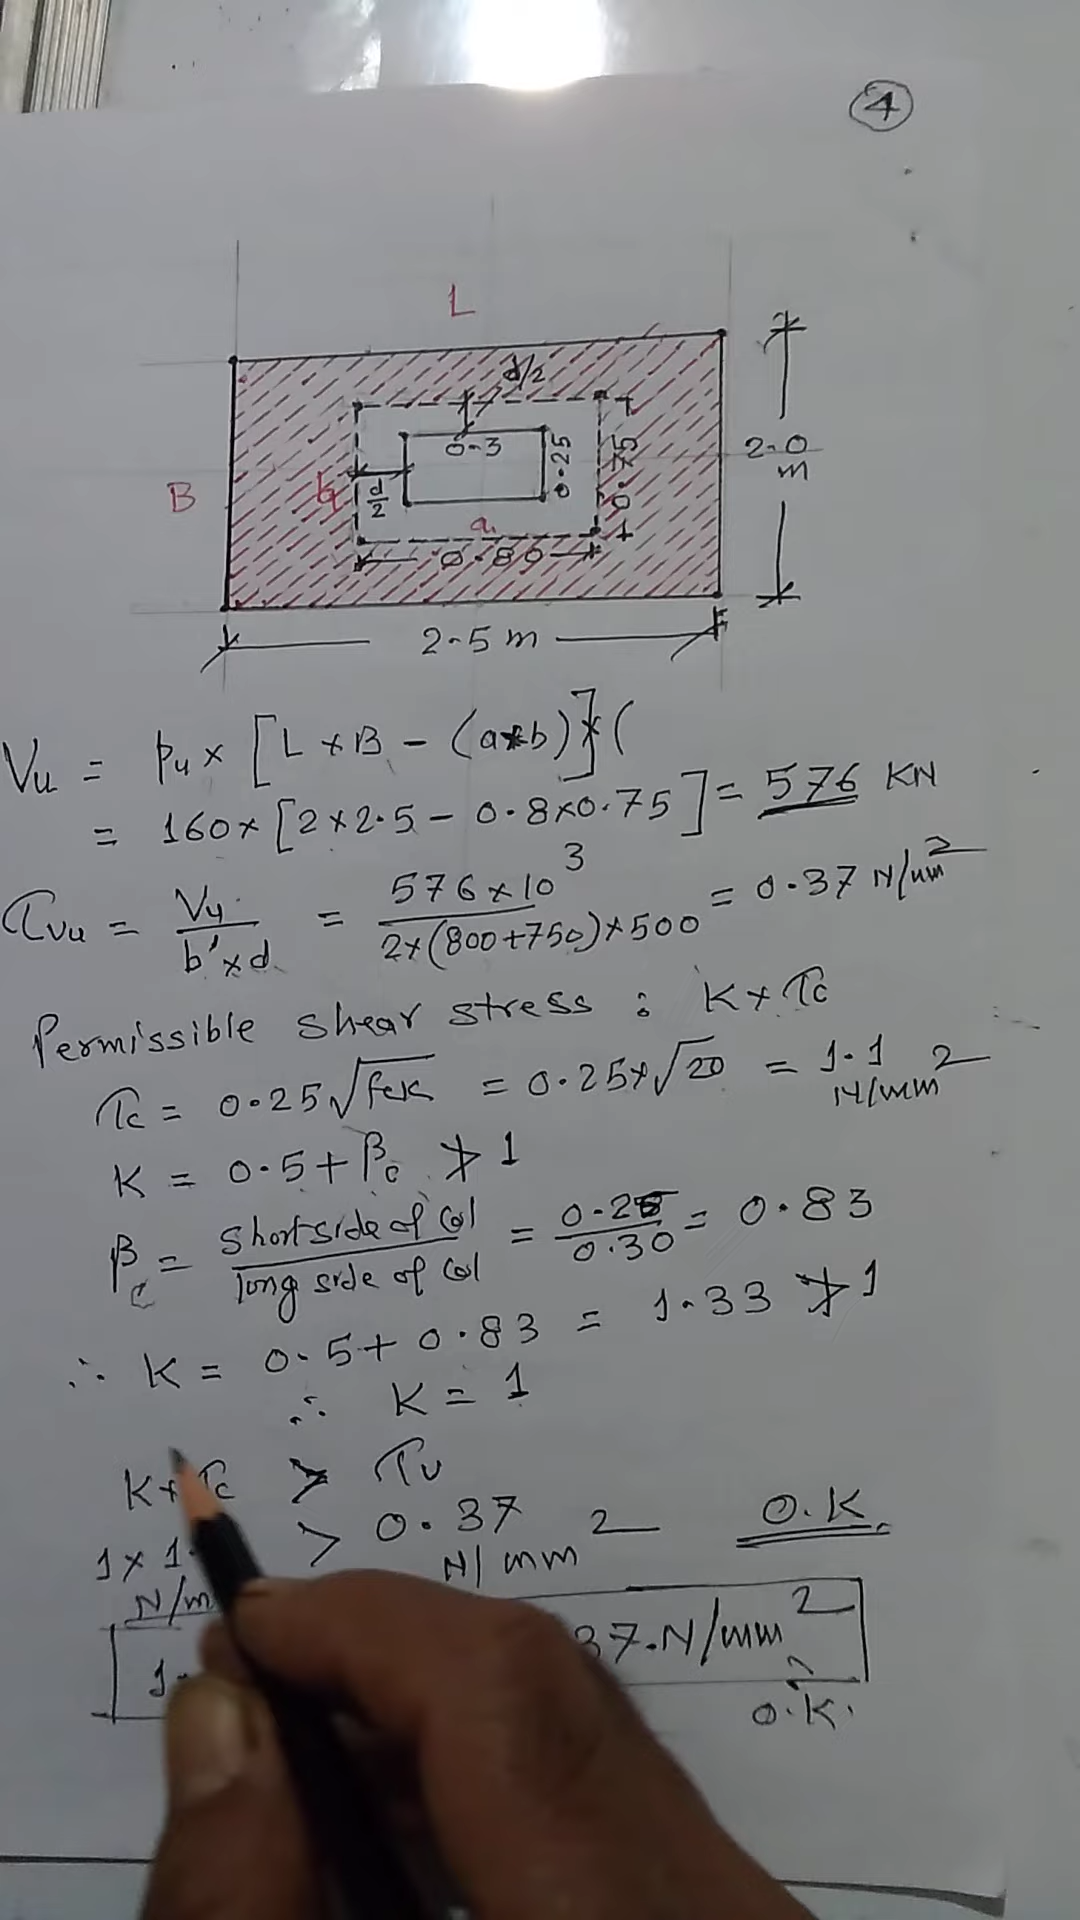 4
L
d/2
0.3
0.25
0.75
2.0
m
B
b
d/2
a
0.80
2.5 m
Vu = pu × [L × B - (a×b)] × (
= 160 × [2 × 2.5 - 0.8 × 0.75] = 576 KN
τvu = Vu / b' × d = 576 × 10³ / 2 × (800+750) × 500 = 0.37 N/mm²
Permissible shear stress : K × τc
τc = 0.25 √fck = 0.25 × √20 = 1.1 N/mm²
K = 0.5 + βc ≯ 1
βc = Short side of Col / long side of Col = 0.25 / 0.30 = 0.83
∴ K = 0.5 + 0.83 = 1.33 ≯ 1
∴ K = 1
K × τc > τv
1 × 1. > 0.37 O.K.
N/m N/mm²
1. 37 N/mm²
O.K.